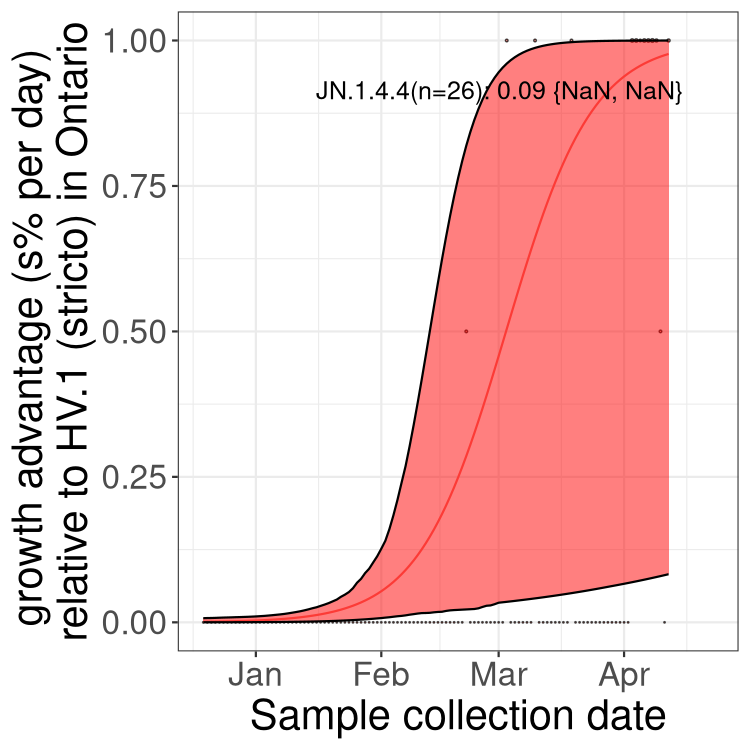 growth advantage (s% per day)
relative to HV.1 (stricto) in Ontario
1.00
0.75
0.50
0.25
0.00
JN.1.4.4(n=26): 0.09 {NaN, NaN}
Jan Feb Mar Apr
Sample collection date